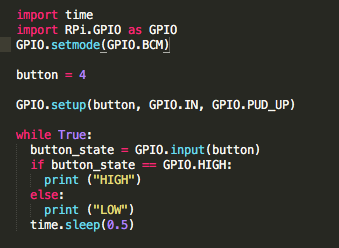 import time
import RPi.GPIO as GPIO
GPIO.setmode(GPIO.BCM)

button = 4

GPIO.setup(button, GPIO.IN, GPIO.PUD_UP)

while True:
  button_state = GPIO.input(button)
  if button_state == GPIO.HIGH:
    print ("HIGH")
  else:
    print ("LOW")
  time.sleep(0.5)